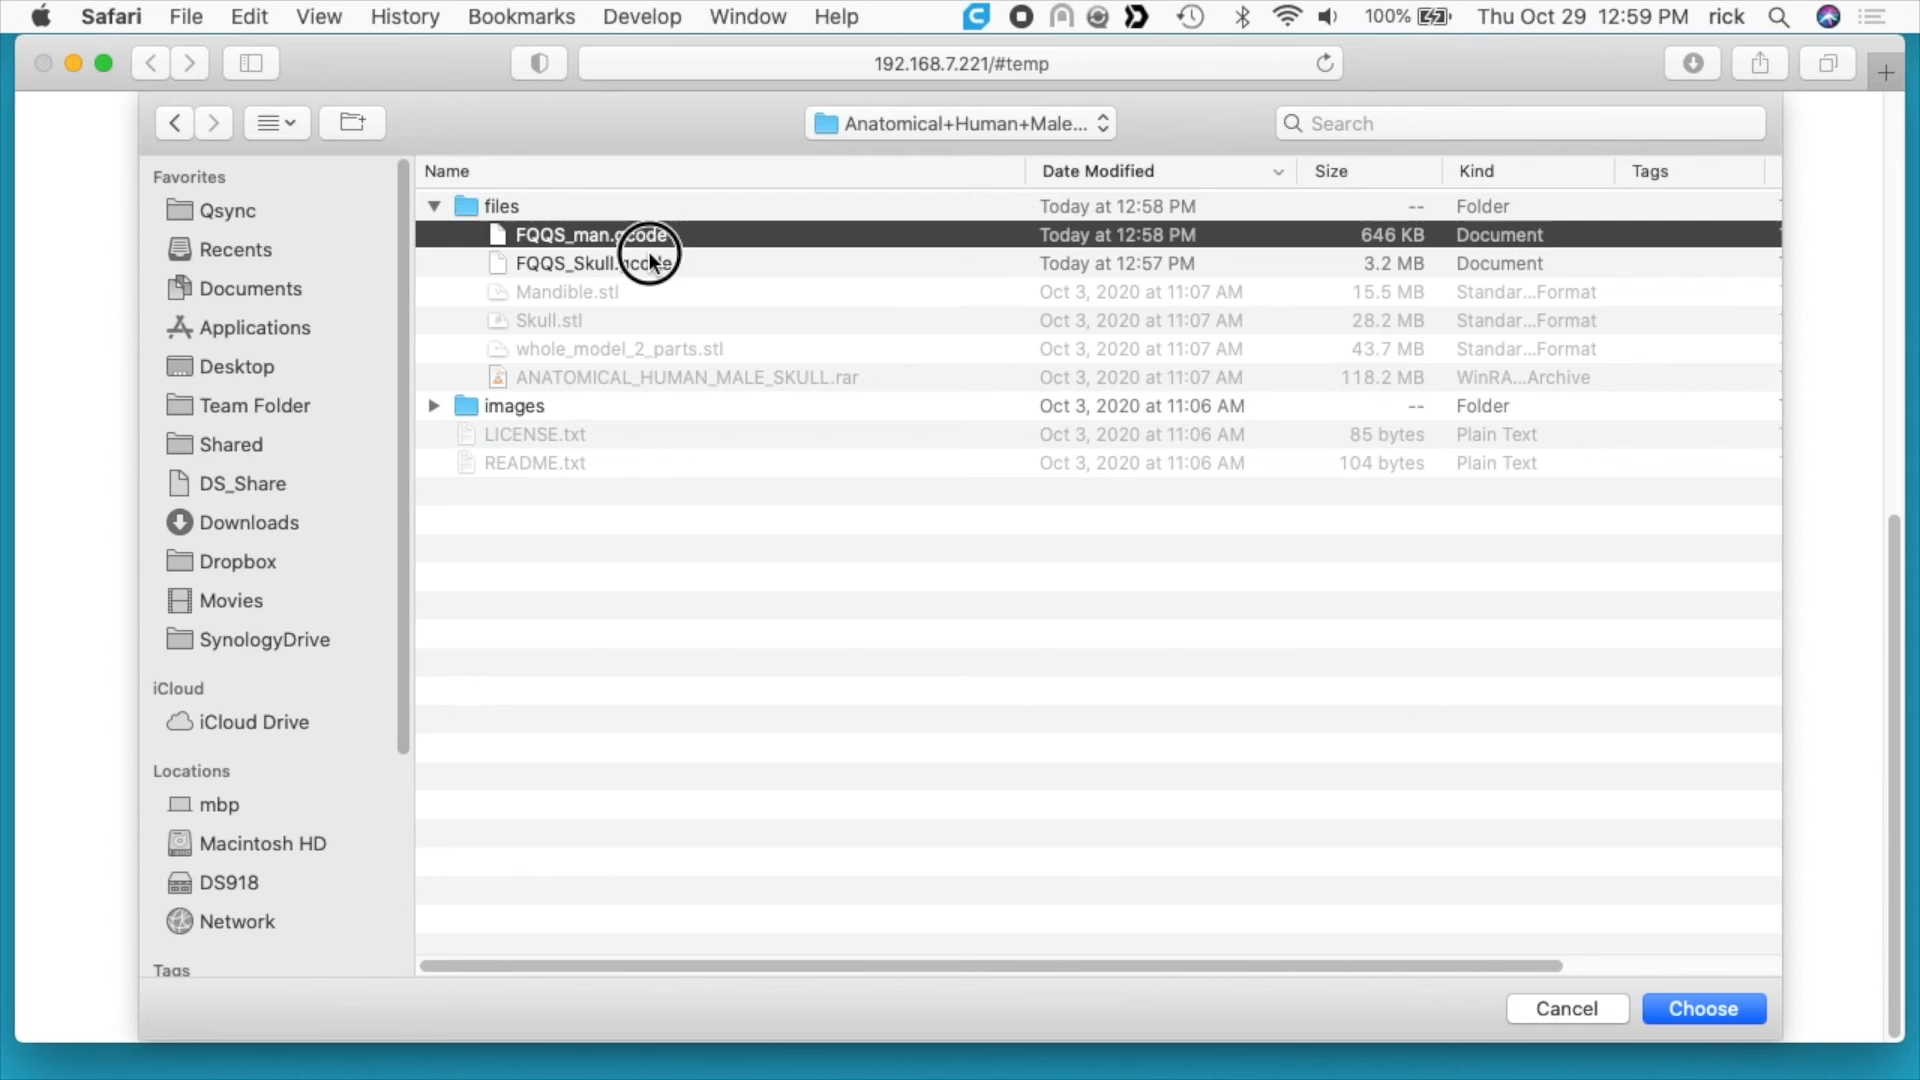 Safari File Edit View History Bookmarks Develop Window Help 100% Thu Oct 29 12:59 PM rick
192.168.7.221/#temp
Anatomical+Human+Male... Search
Favorites
Qsync
Recents
Documents
Applications
Desktop
Team Folder
Shared
DS_Share
Downloads
Dropbox
Movies
SynologyDrive
iCloud
iCloud Drive
Locations
mbp
Macintosh HD
DS918
Network
Tags
Name Date Modified Size Kind Tags
files Today at 12:58 PM -- Folder
FQQS_man.gcode Today at 12:58 PM 646 KB Document
FQQS_Skull.gcode Today at 12:57 PM 3.2 MB Document
Mandible.stl Oct 3, 2020 at 11:07 AM 15.5 MB Standar...Format
Skull.stl Oct 3, 2020 at 11:07 AM 28.2 MB Standar...Format
whole_model_2_parts.stl Oct 3, 2020 at 11:07 AM 43.7 MB Standar...Format
ANATOMICAL_HUMAN_MALE_SKULL.rar Oct 3, 2020 at 11:07 AM 118.2 MB WinRA...Archive
images Oct 3, 2020 at 11:06 AM -- Folder
LICENSE.txt Oct 3, 2020 at 11:06 AM 85 bytes Plain Text
README.txt Oct 3, 2020 at 11:06 AM 104 bytes Plain Text
Cancel Choose